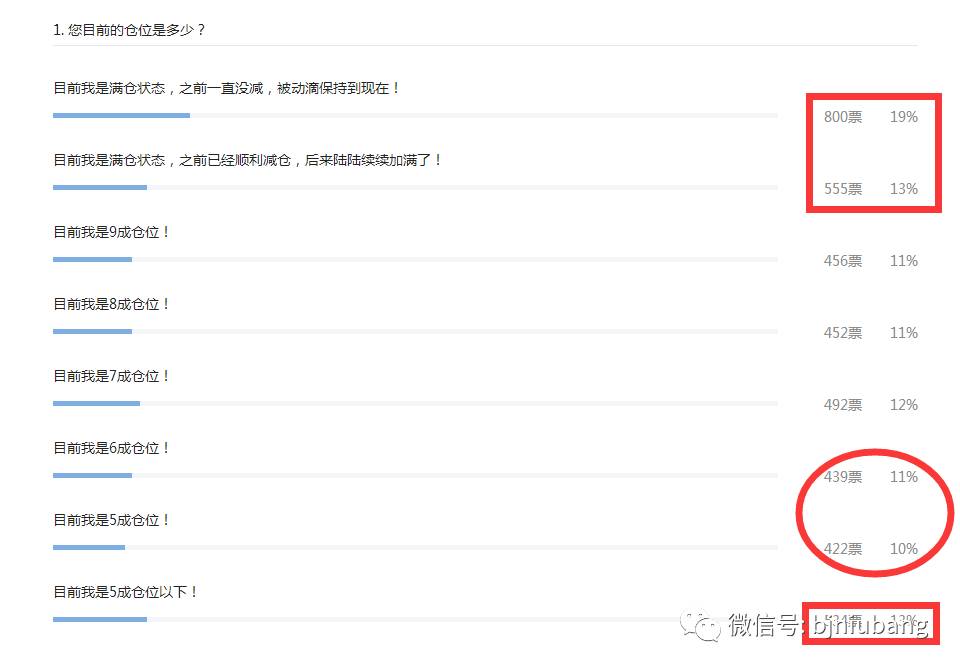 1. 您目前的仓位是多少？
目前我是满仓状态，之前一直没减，被动滴保持到现在！
800票 19%
目前我是满仓状态，之前已经顺利减仓，后来陆陆续续加满了！
555票 13%
目前我是9成仓位！
456票 11%
目前我是8成仓位！
452票 11%
目前我是7成仓位！
492票 12%
目前我是6成仓位！
439票 11%
目前我是5成仓位！
422票 10%
目前我是5成仓位以下！
微信号: bjnfubang